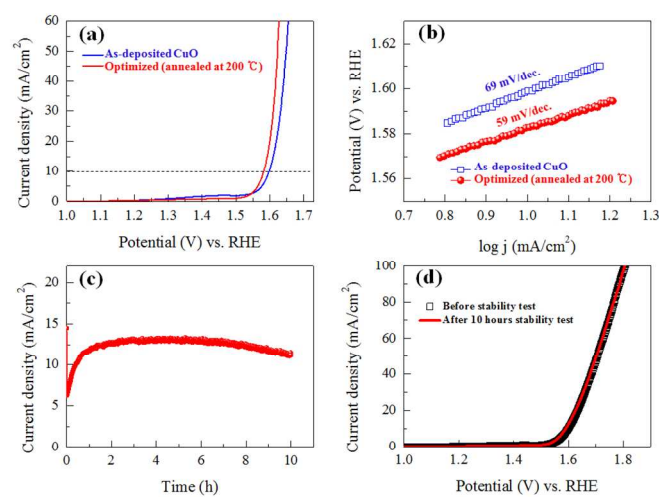 (a)
As-deposited CuO
Optimized (annealed at 200 ℃)
60
50
40
30
20
10
0
1.0 1.1 1.2 1.3 1.4 1.5 1.6 1.7
Current density (mA/cm²)
Potential (V) vs. RHE
(b)
69 mV/dec.
59 mV/dec.
As-deposited CuO
Optimized (annealed at 200 ℃)
1.62
1.60
1.58
1.56
0.7 0.8 0.9 1.0 1.1 1.2 1.3
Potential (V) vs. RHE
log j (mA/cm²)
(c)
20
15
10
5
0
0 2 4 6 8 10
Current density (mA/cm²)
Time (h)
(d)
Before stability test
After 10 hours stability test
100
80
60
40
20
0
1.0 1.2 1.4 1.6 1.8
Current density (mA/cm²)
Potential (V) vs. RHE